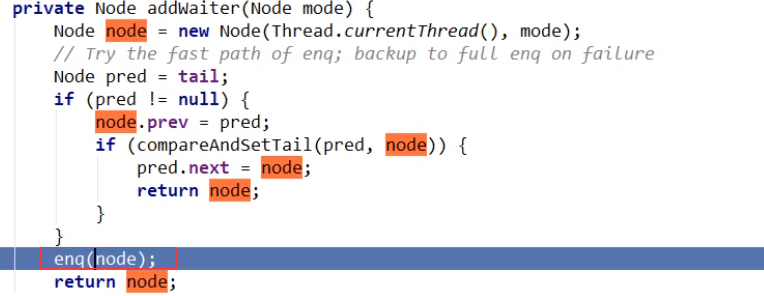 private Node addWaiter(Node mode) {
    Node node = new Node(Thread.currentThread(), mode);
    // Try the fast path of enq; backup to full enq on failure
    Node pred = tail;
    if (pred != null) {
        node.prev = pred;
        if (compareAndSetTail(pred, node)) {
            pred.next = node;
            return node;
        }
    }
    enq(node);
    return node;